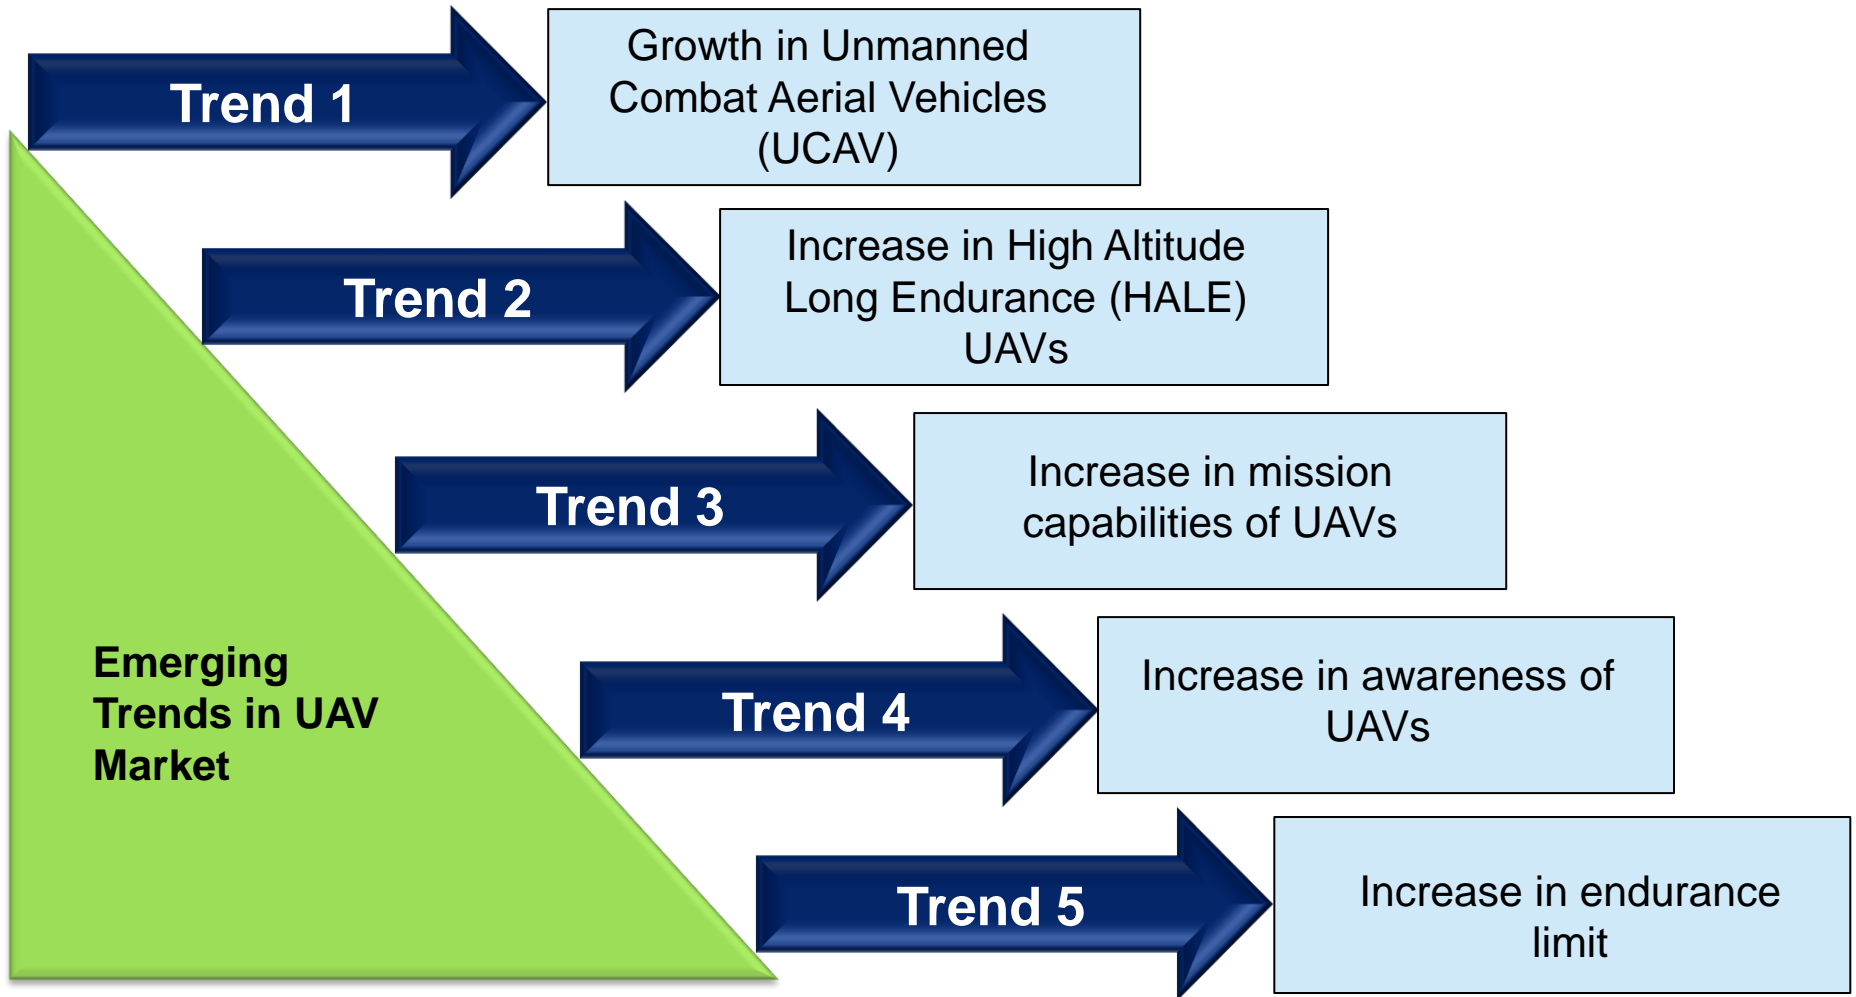 Trend 1
Growth in Unmanned
Combat Aerial Vehicles
(UCAV)
Trend 2
Increase in High Altitude
Long Endurance (HALE)
UAVs
Trend 3
Increase in mission
capabilities of UAVs
Emerging
Trends in UAV
Market
Trend 4
Increase in awareness of
UAVs
Trend 5
Increase in endurance
limit